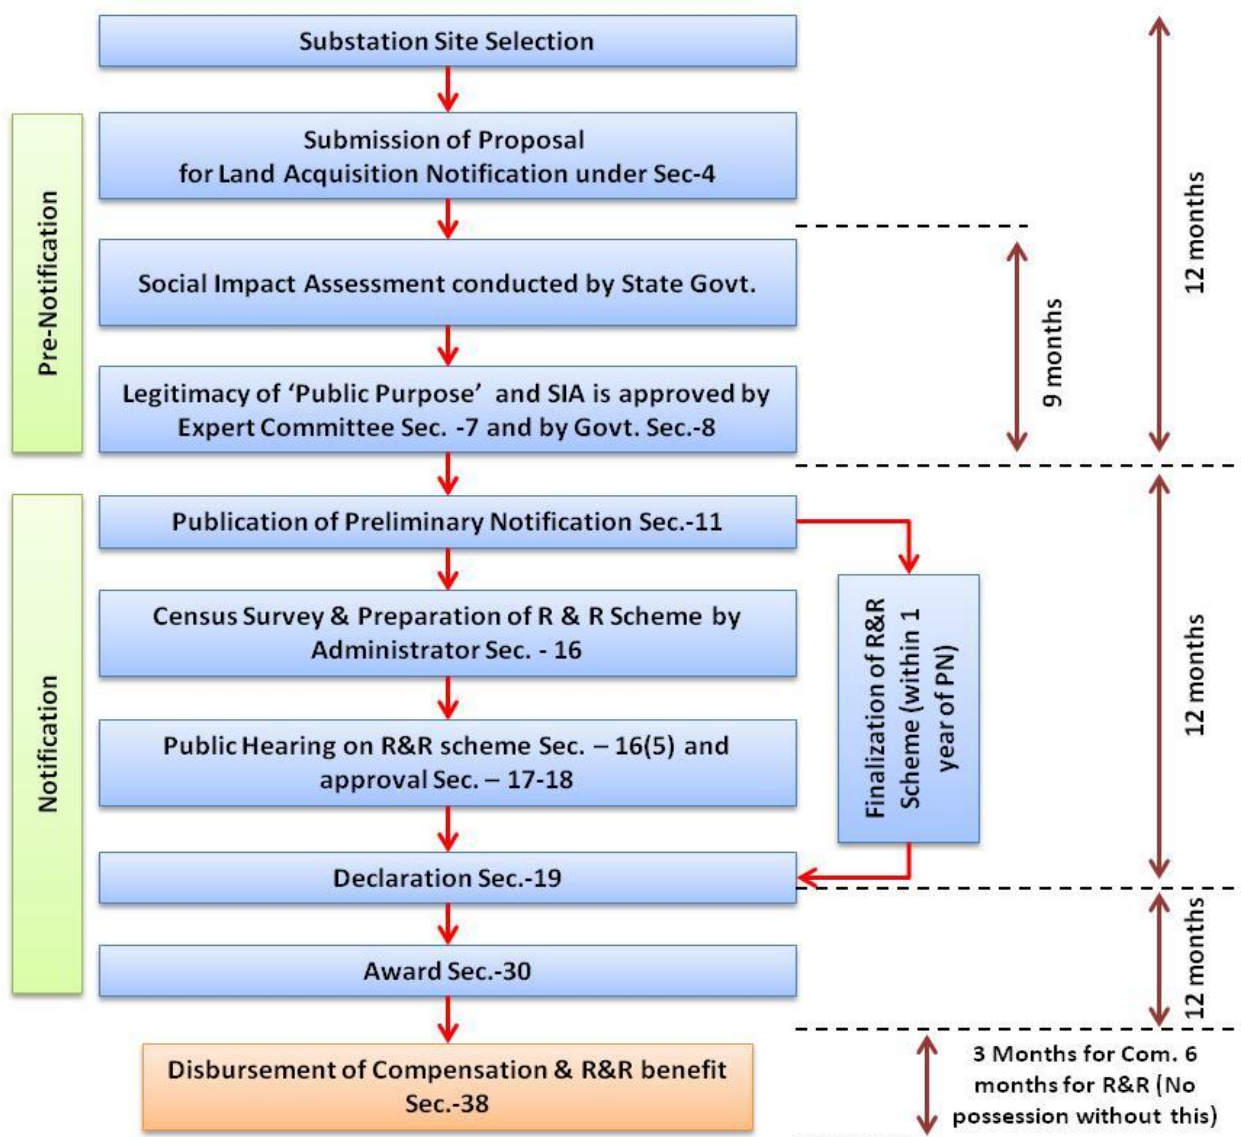 Substation Site Selection
Pre-Notification
Submission of Proposal
for Land Acquisition Notification under Sec-4
Social Impact Assessment conducted by State Govt.
Legitimacy of ‘Public Purpose’ and SIA is approved by
Expert Committee Sec. -7 and by Govt. Sec.-8
9 months
12 months
Notification
Publication of Preliminary Notification Sec.-11
Census Survey & Preparation of R & R Scheme by
Administrator Sec. - 16
Public Hearing on R&R scheme Sec. – 16(5) and
approval Sec. – 17-18
Finalization of R&R
Scheme (within 1
year of PN)
12 months
Declaration Sec.-19
Award Sec.-30
12 months
Disbursement of Compensation & R&R benefit
Sec.-38
3 Months for Com. 6
months for R&R (No
possession without this)